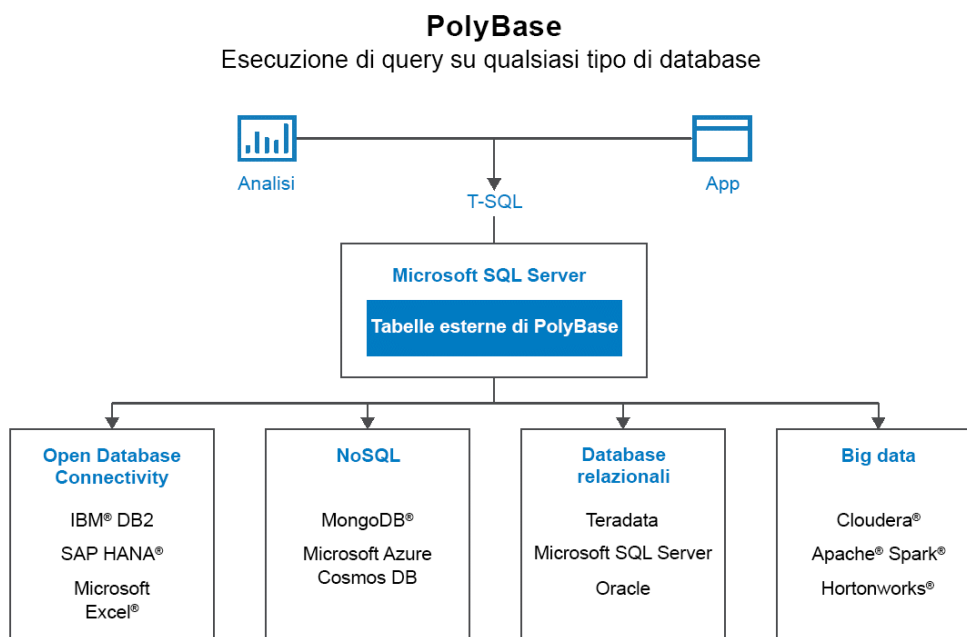 PolyBase
Esecuzione di query su qualsiasi tipo di database
Analisi
App
T-SQL
Microsoft SQL Server
Tabelle esterne di PolyBase
Open Database
Connectivity
IBM® DB2
SAP HANA®
Microsoft
Excel®
NoSQL
MongoDB®
Microsoft Azure
Cosmos DB
Database
relazionali
Teradata
Microsoft SQL Server
Oracle
Big data
Cloudera®
Apache® Spark®
Hortonworks®